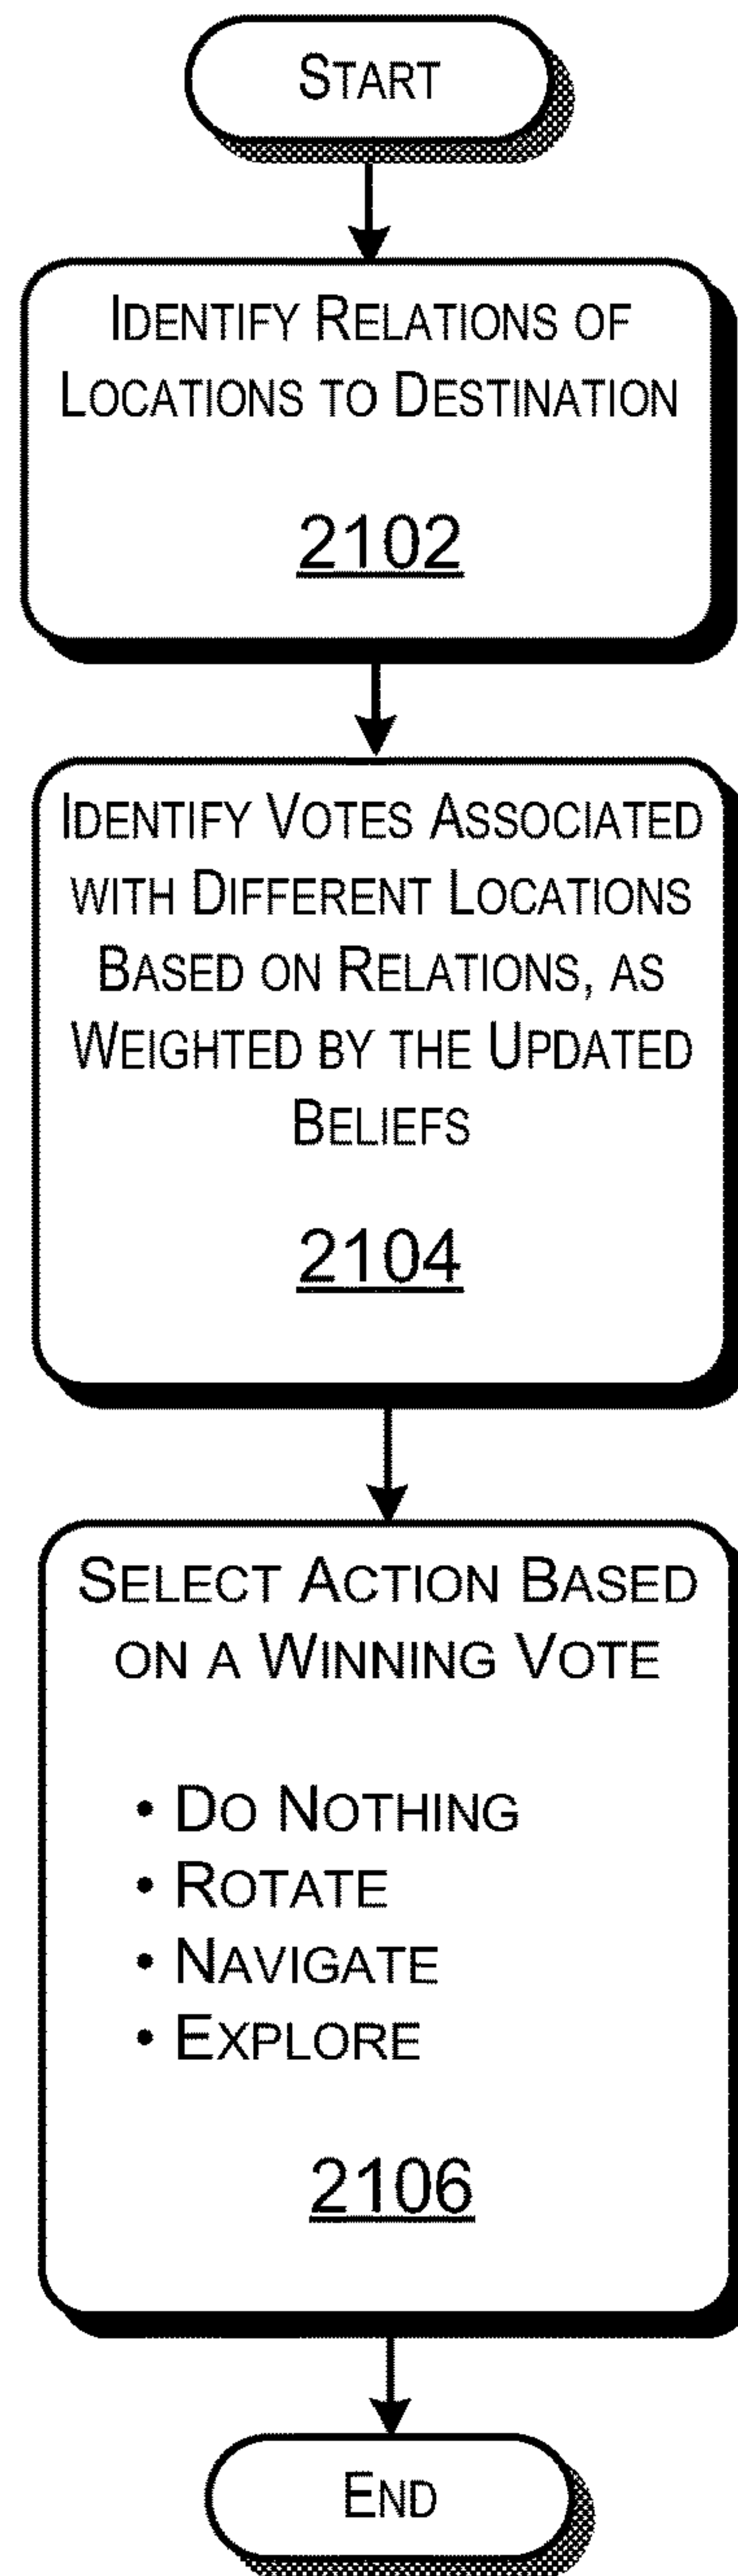 START
IDENTIFY RELATIONS OF
LOCATIONS TO DESTINATION
2102
IDENTIFY VOTES ASSOCIATED
WITH DIFFERENT LOCATIONS
BASED ON RELATIONS, AS
WEIGHTED BY THE UPDATED
BELIEFS
2104
SELECT ACTION BASED
ON A WINNING VOTE
• DO NOTHING
• ROTATE
• NAVIGATE
• EXPLORE
2106
END